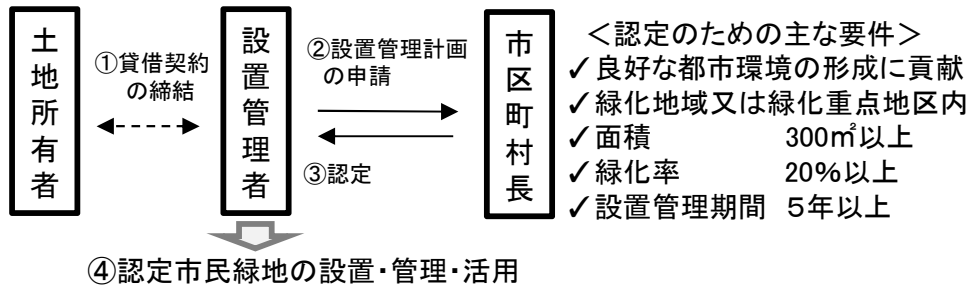 土地所有者
①貸借契約
の締結
設置管理者
②設置管理計画
の申請
③認定
市区町村長
＜認定のための主な要件＞
✓良好な都市環境の形成に貢献
✓緑化地域又は緑化重点地区内
✓面積　300㎡以上
✓緑化率　20％以上
✓設置管理期間　５年以上
④認定市民緑地の設置・管理・活用